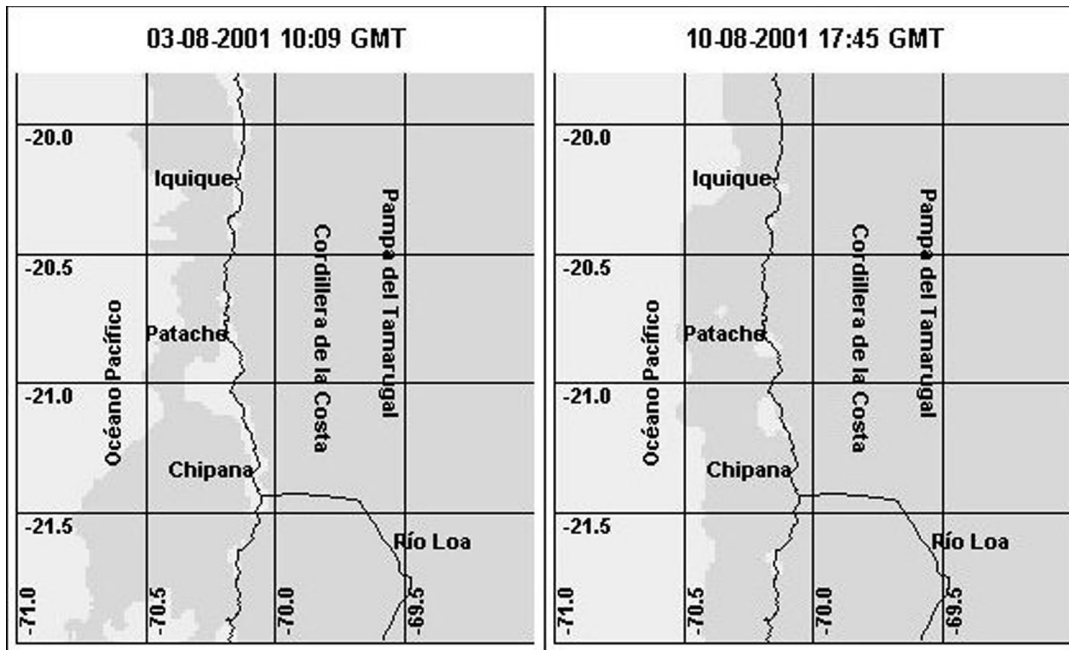 03-08-2001 10:09 GMT
-20.0
Iquique
-20.5
Patache
-21.0
Chipana
-21.5
Río Loa
Océano Pacífico
Cordillera de la Costa
Pampa del Tamarugal
-71.0
-70.5
-70.0
-69.5
10-08-2001 17:45 GMT
-20.0
Iquique
-20.5
Patache
-21.0
Chipana
-21.5
Río Loa
Océano Pacífico
Cordillera de la Costa
Pampa del Tamarugal
-71.0
-70.5
-70.0
-69.5